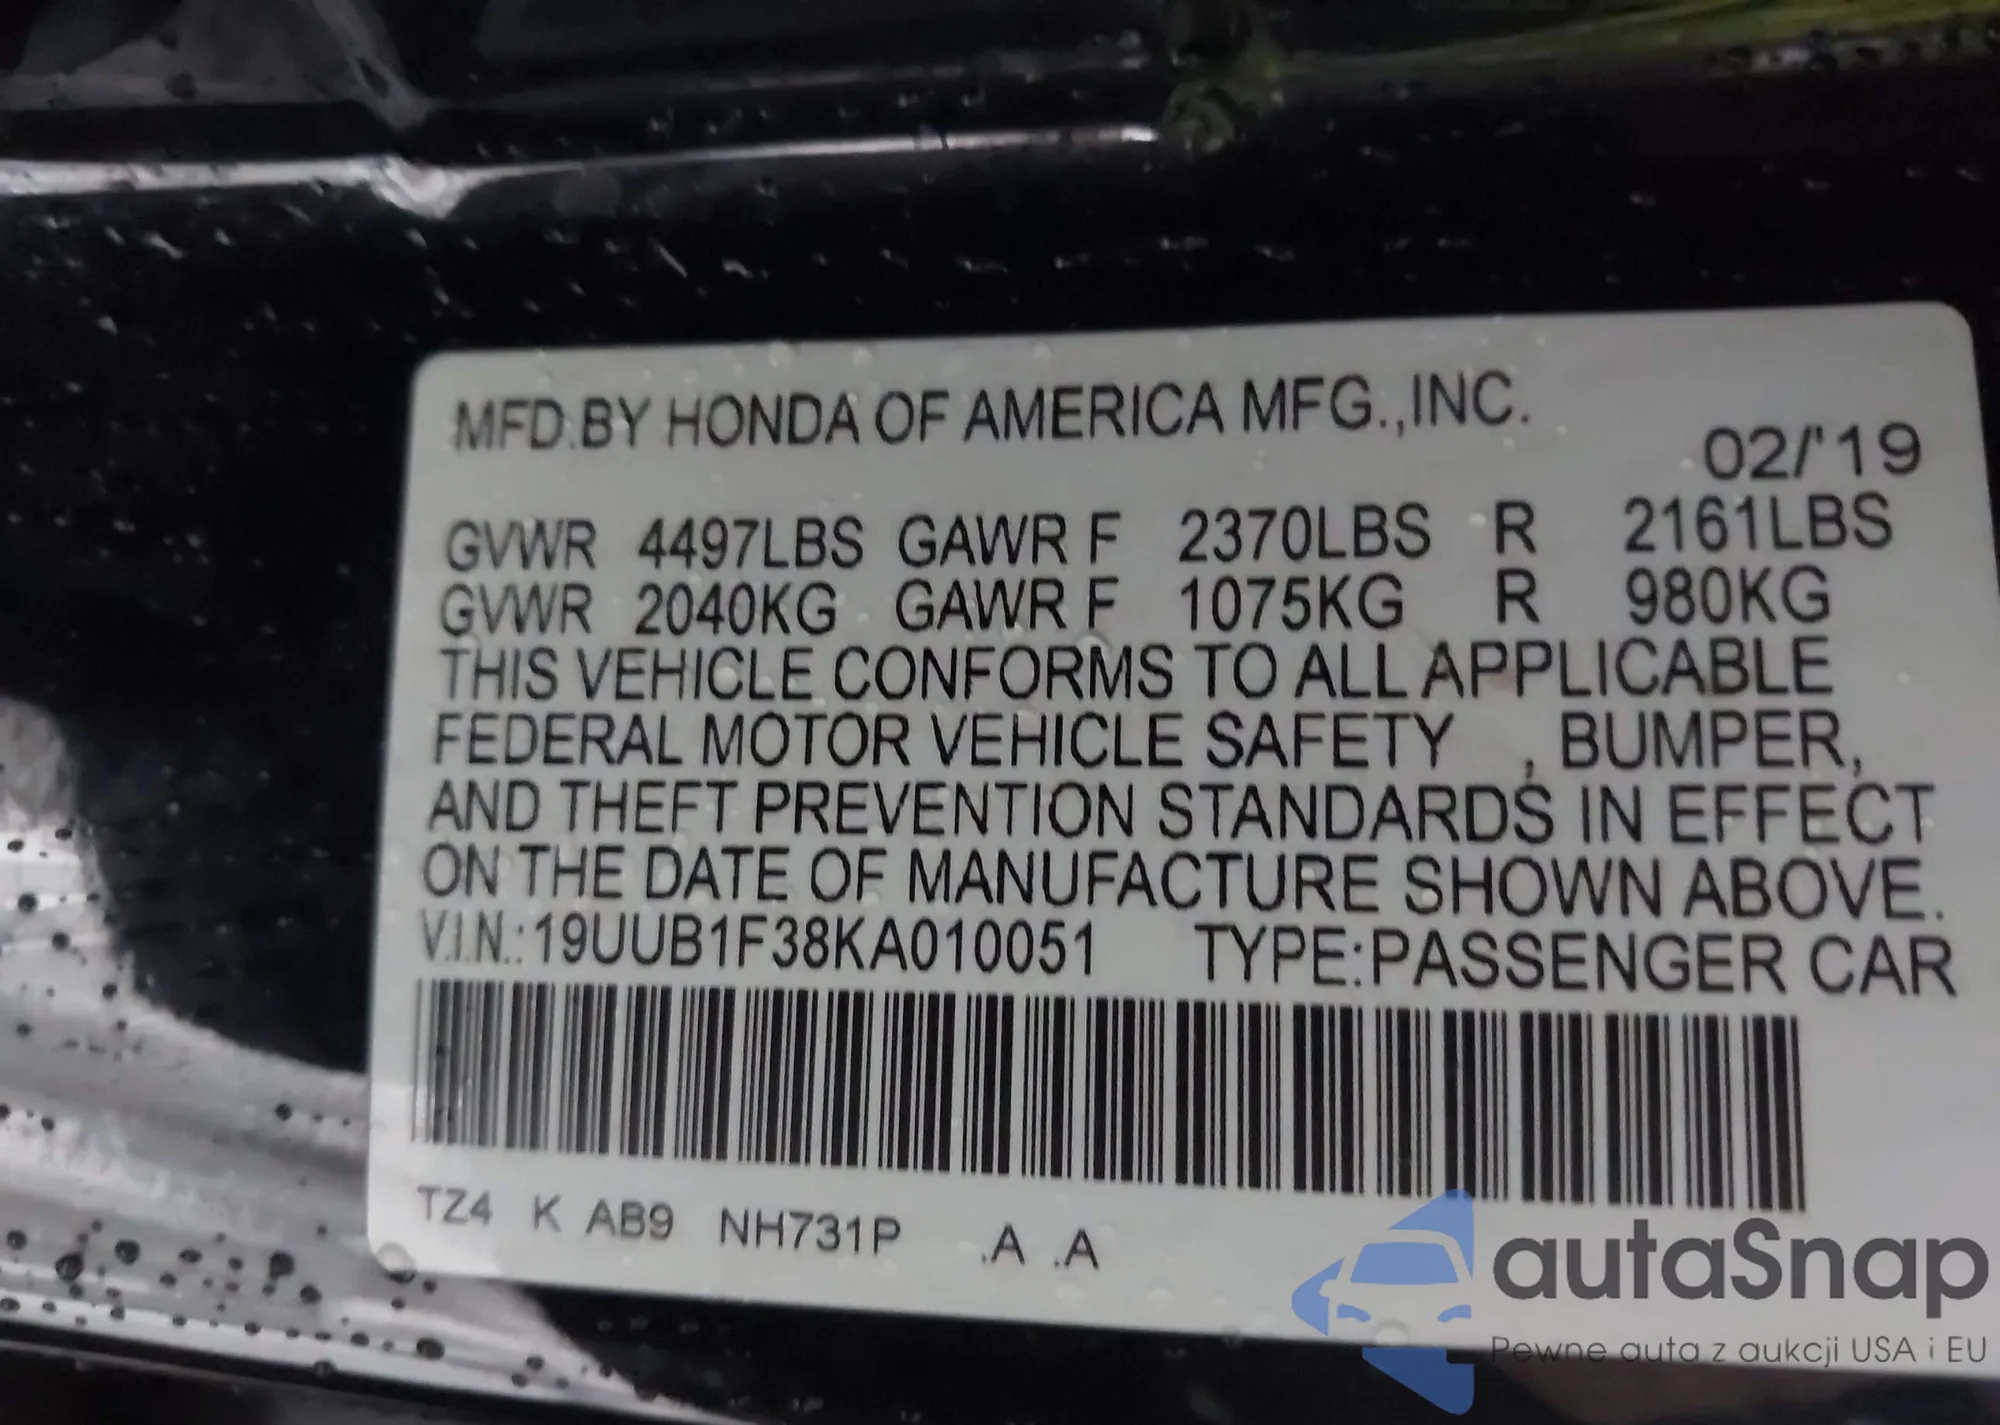 MFD.BY HONDA OF AMERICA MFG.,INC.
02/'19
GVWR 4497LBS GAWR F 2370LBS R 2161LBS
GVWR 2040KG GAWR F 1075KG R 980KG
THIS VEHICLE CONFORMS TO ALL APPLICABLE
FEDERAL MOTOR VEHICLE SAFETY , BUMPER,
AND THEFT PREVENTION STANDARDS IN EFFECT
ON THE DATE OF MANUFACTURE SHOWN ABOVE.
V.I.N.:19UUB1F38KA010051 TYPE:PASSENGER CAR
TZ4 K AB9 NH731P .A .A
autaSnap
Pewne auta z aukcji USA i EU